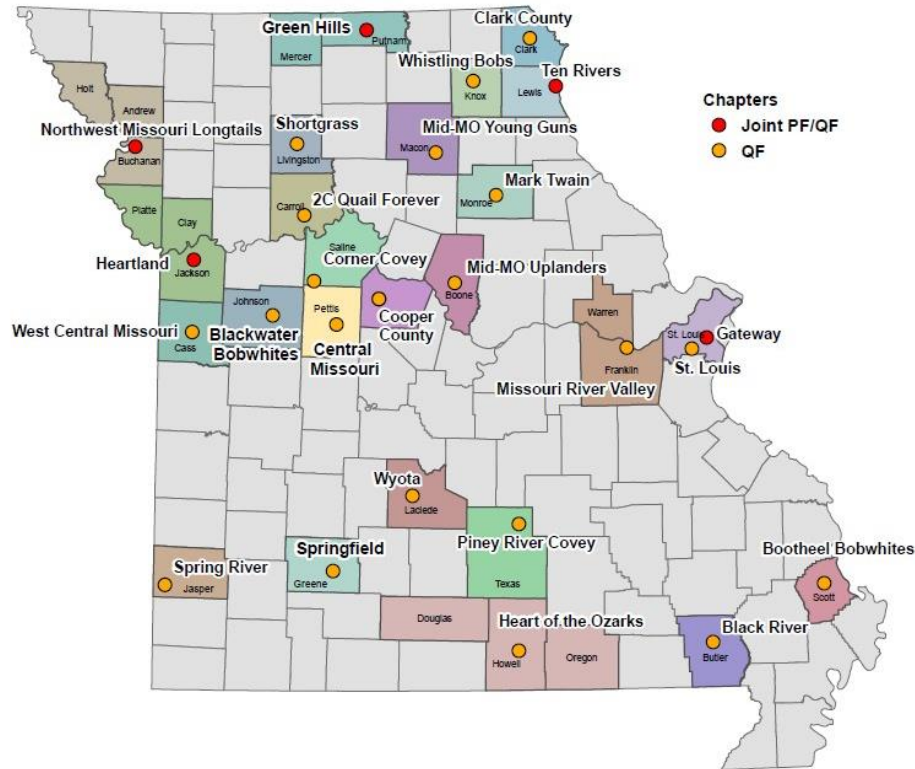 Clark County
Green Hills
Putnam
Mercer
Clark
Whistling Bobs
Ten Rivers
Knox
Lewis
Chapters
Joint PF/QF
QF
Holt
Andrew
Northwest Missouri Longtails
Buchanan
Shortgrass
Livingston
Macon
Mid-MO Young Guns
Mark Twain
Monroe
2C Quail Forever
Carroll
Platte
Clay
Saline
Corner Covey
Heartland
Jackson
Mid-MO Uplanders
Boone
Johnson
Pettis
Cooper
County
Warren
West Central Missouri
Cass
Blackwater
Bobwhites
Central
Missouri
St. Louis
Gateway
St. Louis
Franklin
Missouri River Valley
Wyota
Laclede
Piney River Covey
Texas
Springfield
Greene
Spring River
Jasper
Bootheel Bobwhites
Scott
Douglas
Heart of the Ozarks
Howell
Oregon
Black River
Butler